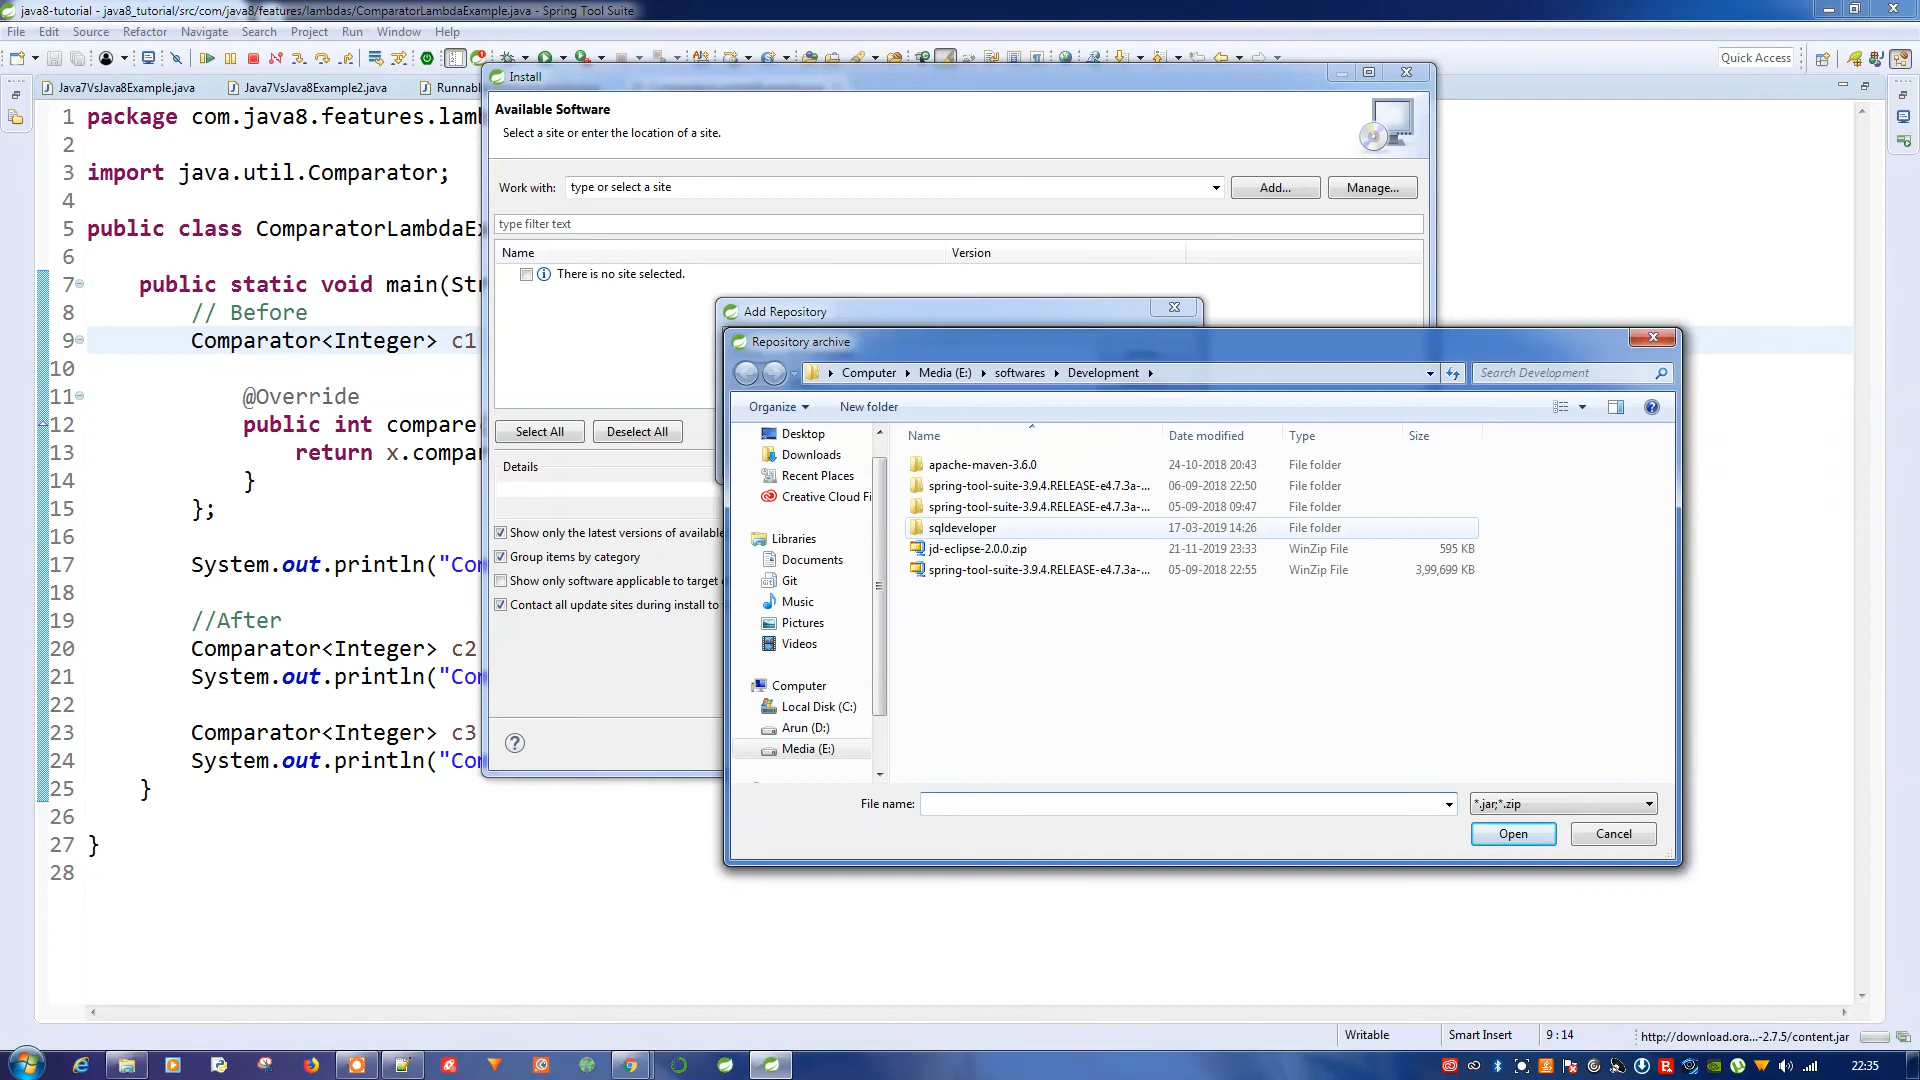 java8-tutorial - java8_tutorial/src/com/java8/features/lambdas/ComparatorLambdaExample.java - Spring Tool Suite
File Edit Source Refactor Navigate Search Project Run Window Help
Quick Access
Java7VsJava8Example.java
Java7VsJava8Example2.java
Runnab
1 package com.java8.features.lamb
2
3 import java.util.Comparator;
4
5 public class ComparatorLambdaEx
6
7 public static void main(Str
8 // Before
9 Comparator<Integer> c1
10
11 @Override
12 public int compare(
13 return x.compa
14 }
15 };
16
17 System.out.println("Com
18
19 //After
20 Comparator<Integer> c2
21 System.out.println("Com
22
23 Comparator<Integer> c3
24 System.out.println("Com
25 }
26
27 }
28
Install
Available Software
Select a site or enter the location of a site.
Work with: type or select a site Add... Manage...
type filter text
Name Version
There is no site selected.
Select All Deselect All
Details
Show only the latest versions of available
Group items by category
Show only software applicable to target
Contact all update sites during install to
Add Repository
Repository archive
Computer Media (E:) softwares Development
Search Development
Organize New folder
Desktop
Downloads
Recent Places
Creative Cloud Fi
Libraries
Documents
Git
Music
Pictures
Videos
Computer
Local Disk (C:)
Arun (D:)
Media (E:)
Name Date modified Type Size
apache-maven-3.6.0 24-10-2018 20:43 File folder
spring-tool-suite-3.9.4.RELEASE-e4.7.3a-... 06-09-2018 22:50 File folder
spring-tool-suite-3.9.4.RELEASE-e4.7.3a-... 05-09-2018 09:47 File folder
sqldeveloper 17-03-2019 14:26 File folder
jd-eclipse-2.0.0.zip 21-11-2019 23:33 WinZip File 595 KB
spring-tool-suite-3.9.4.RELEASE-e4.7.3a-... 05-09-2018 22:55 WinZip File 3,99,699 KB
File name: *.jar;*.zip
Open Cancel
Writable Smart Insert 9 : 14 http://download.ora...-2.7.5/content.jar
22:35